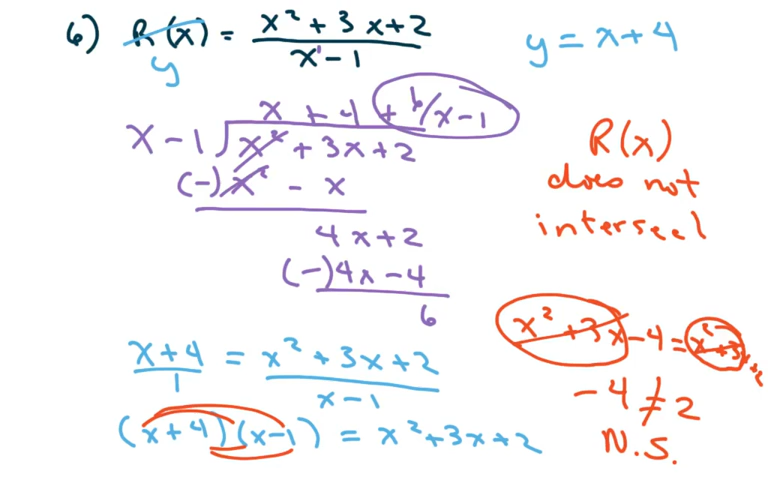 6) R(x) = x² + 3x + 2 / x - 1
y
y = x + 4
x + 4 + 6/x - 1
x - 1 | x² + 3x + 2
(-) x² - x
4x + 2
(-) 4x - 4
6
x + 4 / 1 = x² + 3x + 2 / x - 1
(x + 4)(x - 1) = x² + 3x + 2
R(x)
does not
intersect
x² + 3x - 4 = x² + 3x + 2
-4 ≠ 2
N.S.